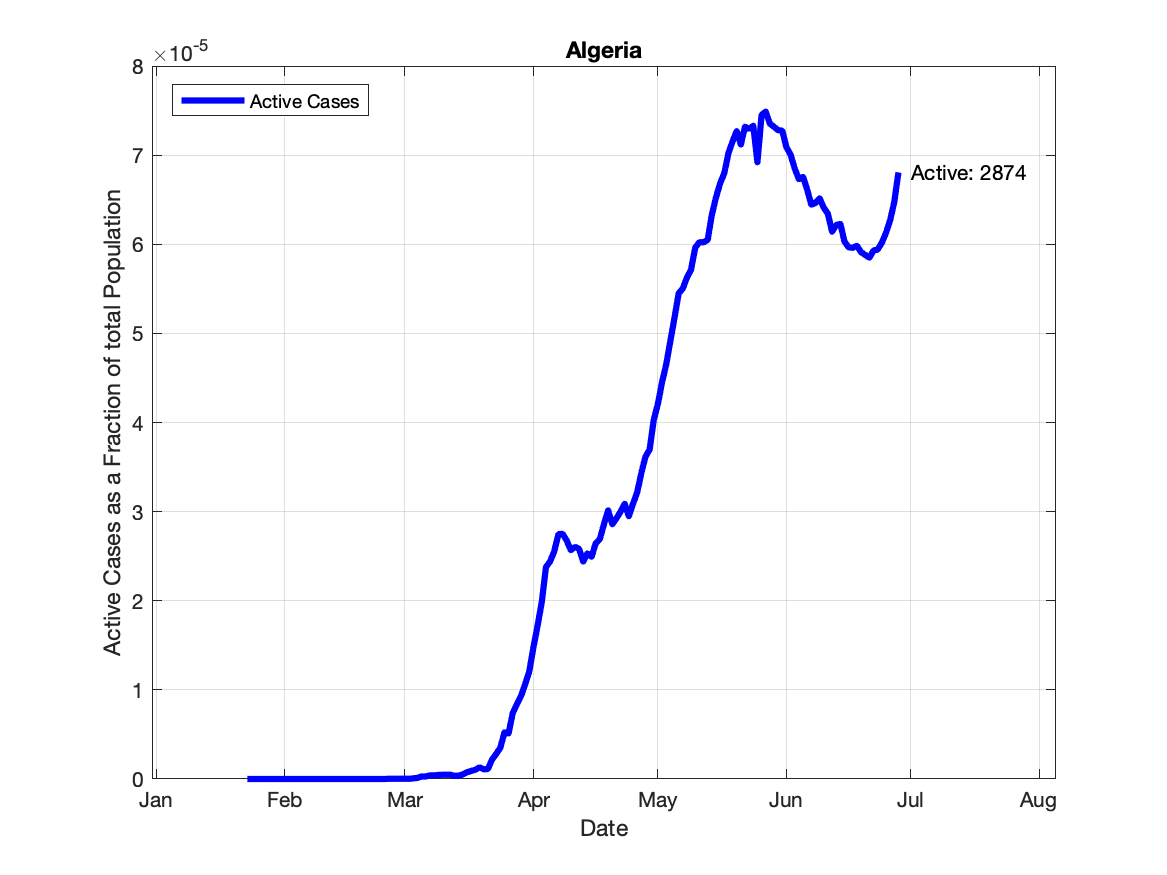 Algeria
×10-5
8
7
6
5
4
3
2
1
0
Active Cases
Active: 2874
Active Cases as a Fraction of total Population
Jan Feb Mar Apr May Jun Jul Aug
Date